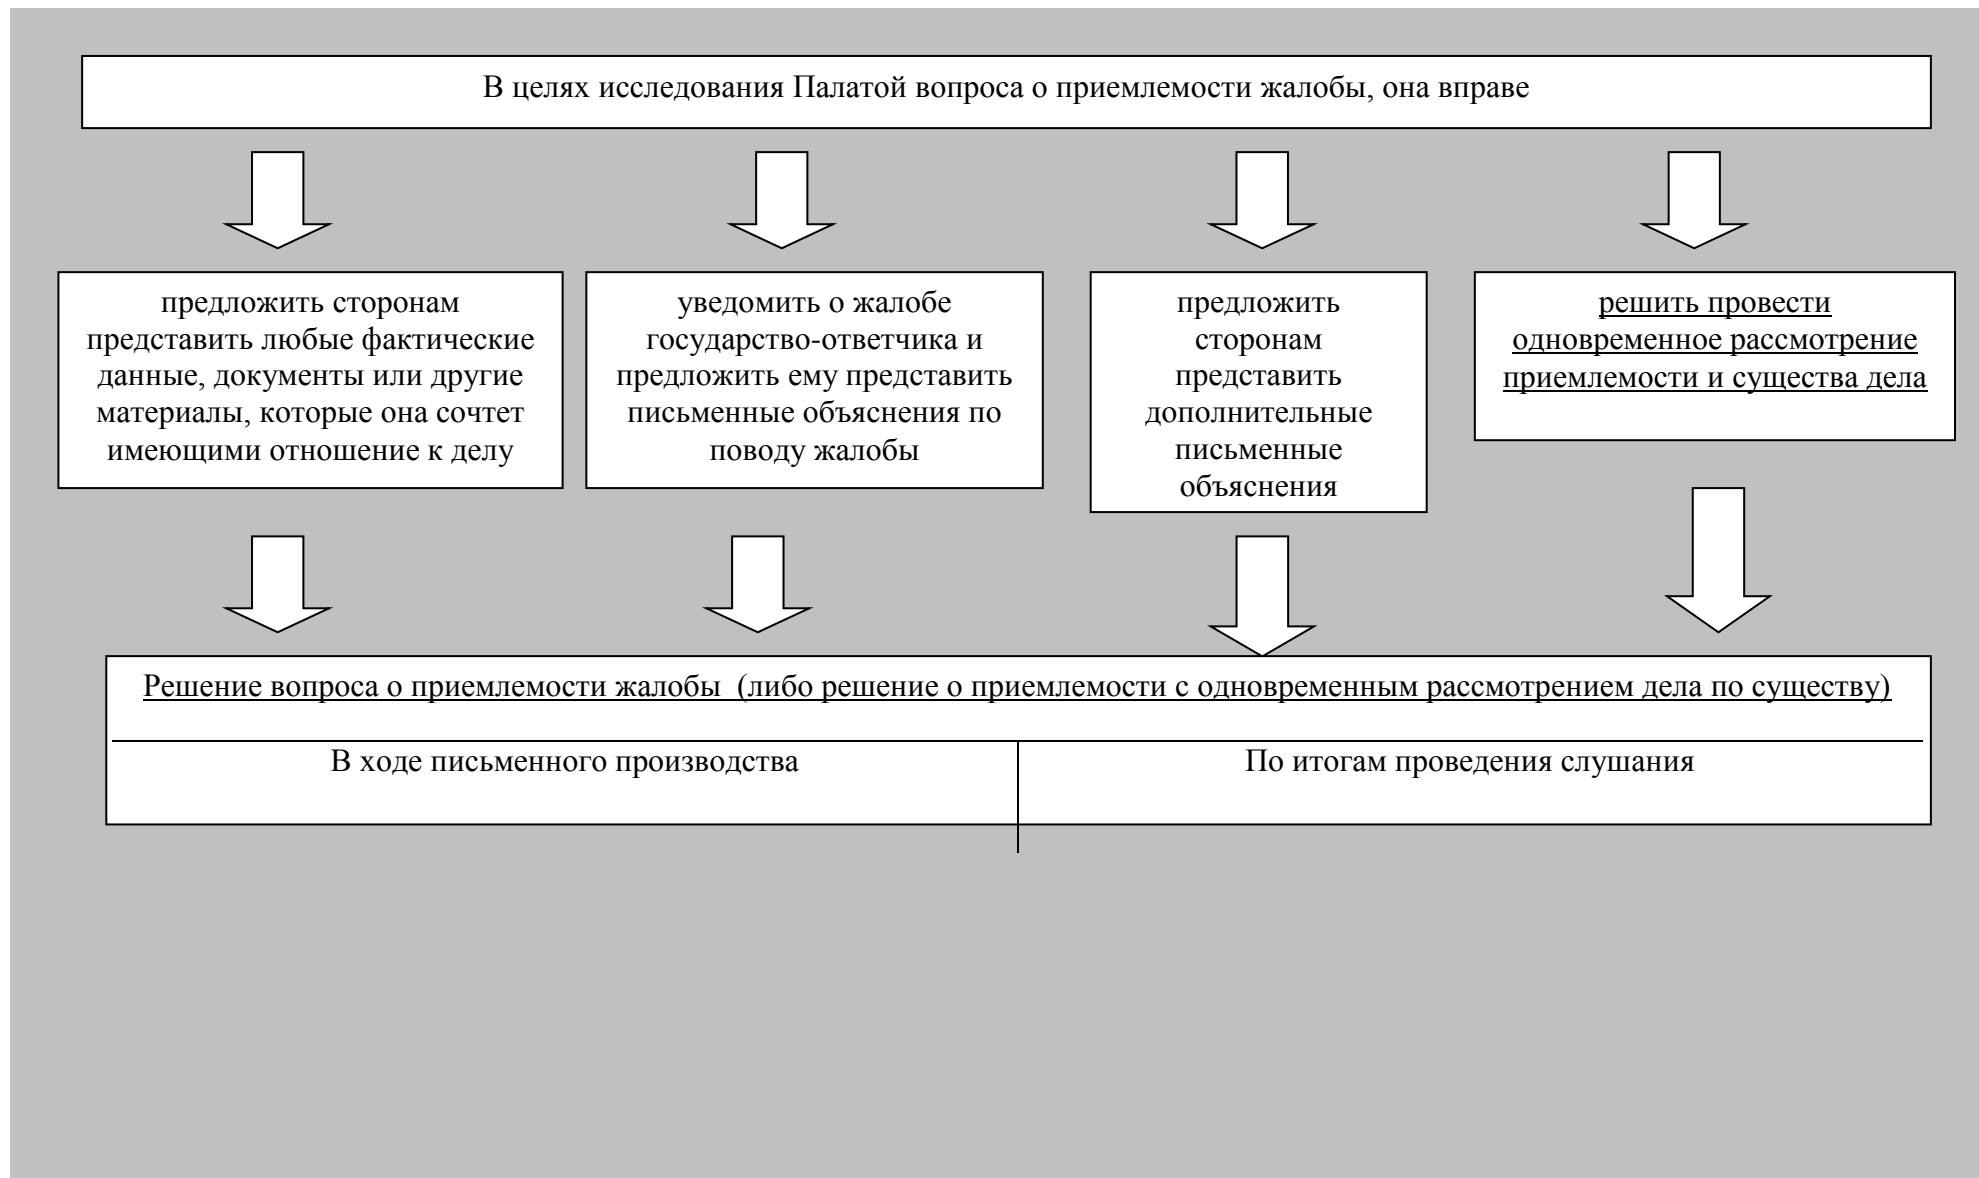 В целях исследования Палатой вопроса о приемлемости жалобы, она вправе
предложить сторонам
представить любые фактические
данные, документы или другие
материалы, которые она сочтет
имеющими отношение к делу
уведомить о жалобе
государство-ответчика и
предложить ему представить
письменные объяснения по
поводу жалобы
предложить
сторонам
представить
дополнительные
письменные
объяснения
решить провести
одновременное рассмотрение
приемлемости и существа дела
Решение вопроса о приемлемости жалобы (либо решение о приемлемости с одновременным рассмотрением дела по существу)
В ходе письменного производства
По итогам проведения слушания